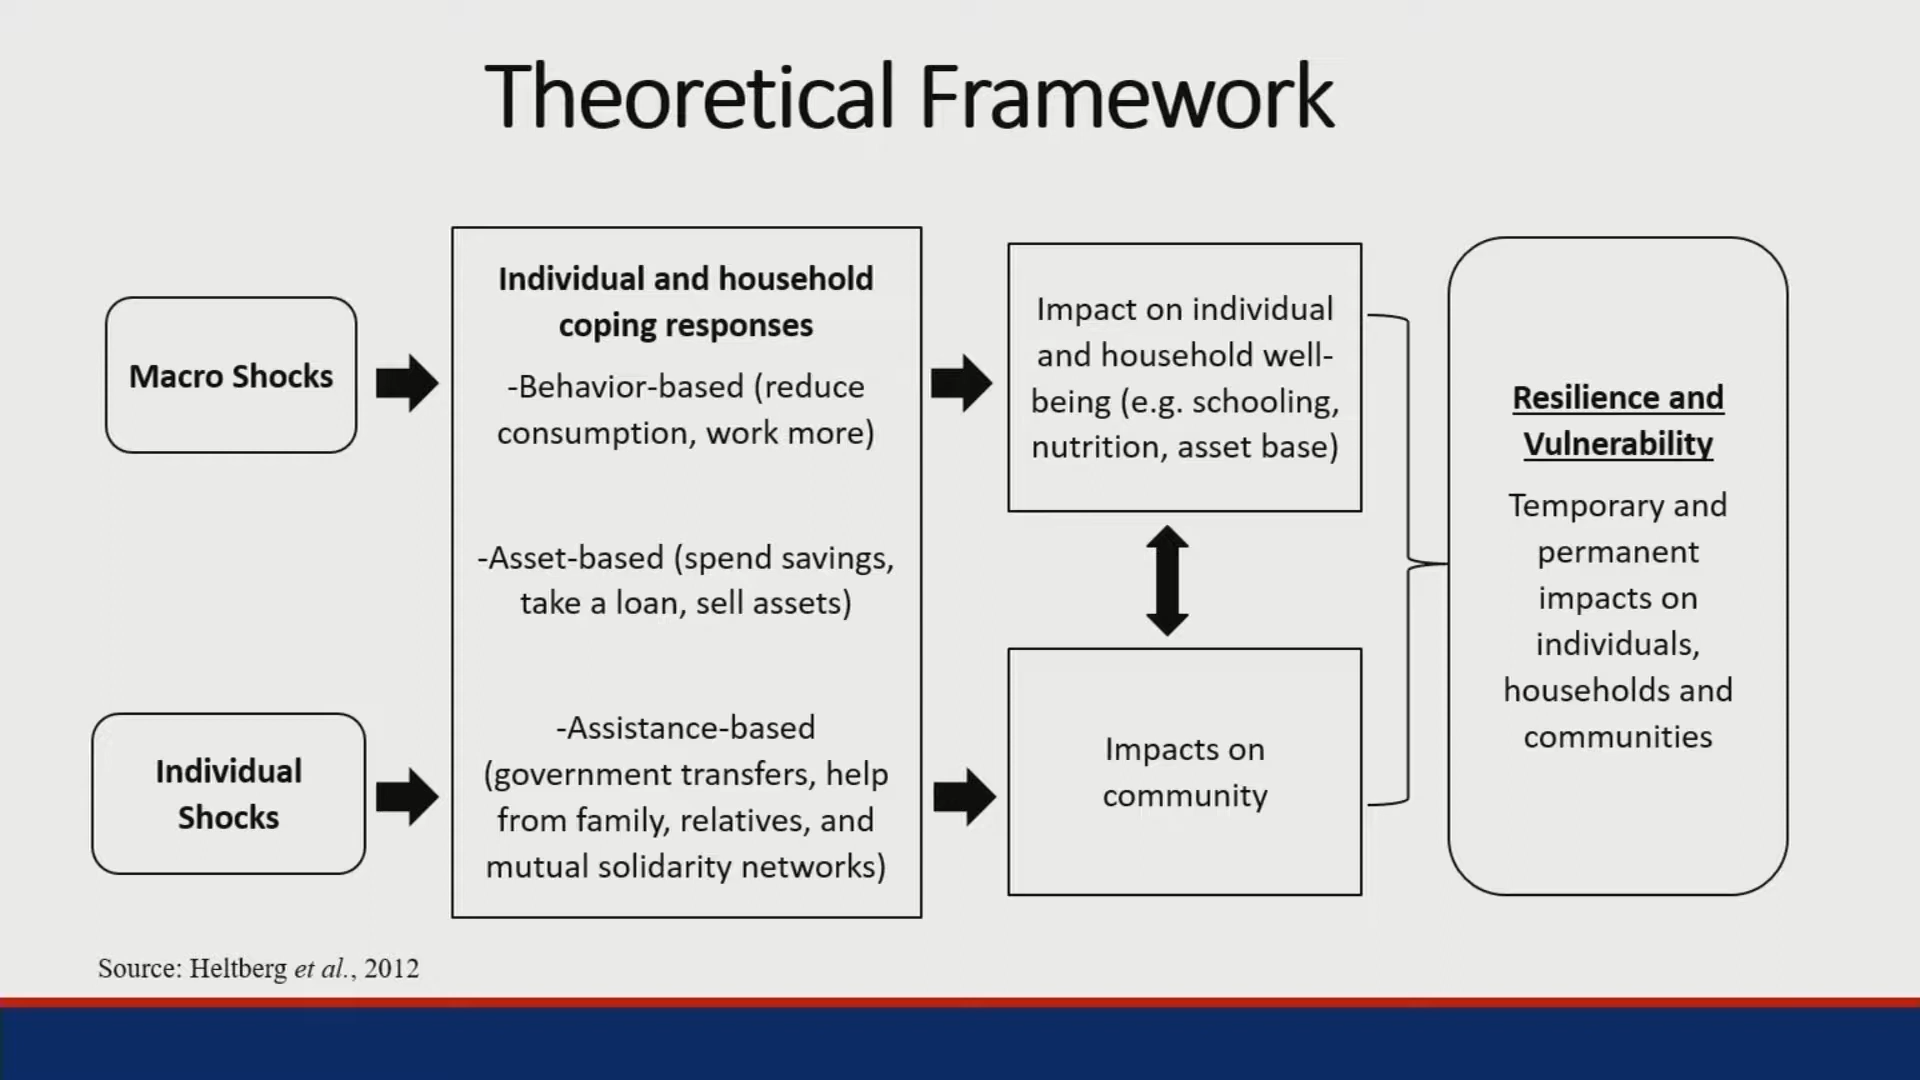 Theoretical Framework
Macro Shocks
Individual
Shocks
Individual and household
coping responses
-Behavior-based (reduce
consumption, work more)
-Asset-based (spend savings,
take a loan, sell assets)
-Assistance-based
(government transfers, help
from family, relatives, and
mutual solidarity networks)
Impact on individual
and household well-
being (e.g. schooling,
nutrition, asset base)
Impacts on
community
Resilience and
Vulnerability
Temporary and
permanent
impacts on
individuals,
households and
communities
Source: Heltberg et al., 2012